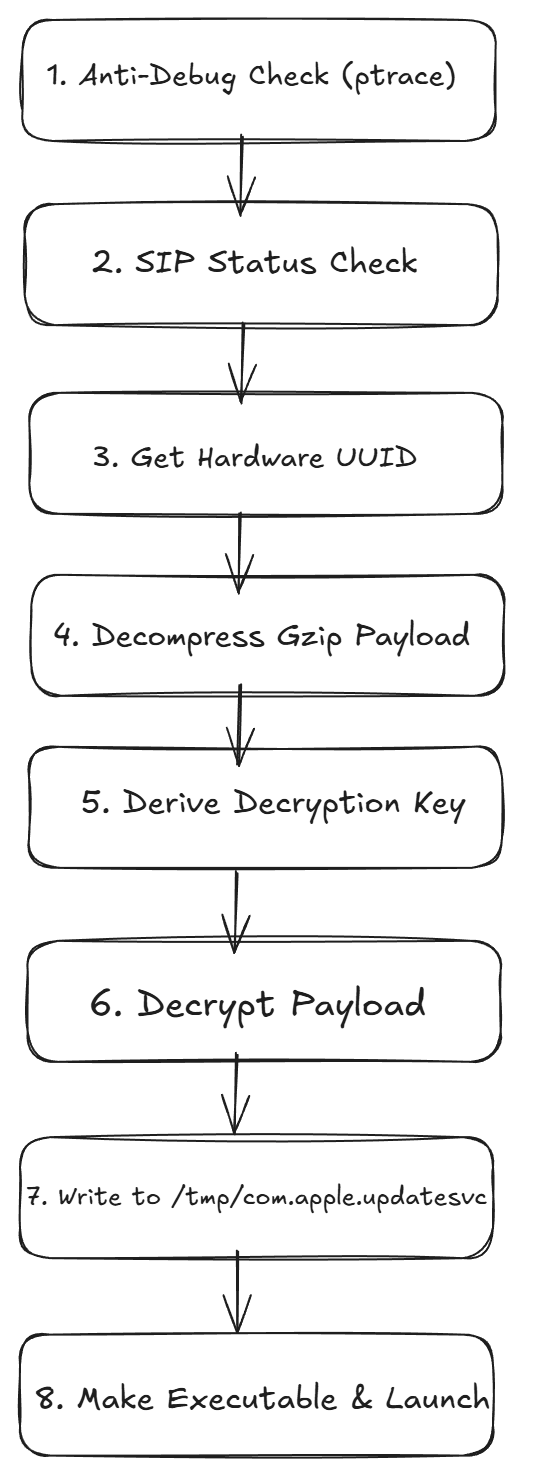 1. Anti-Debug Check (ptrace)
2. SIP Status Check
3. Get Hardware UUID
4. Decompress Gzip Payload
5. Derive Decryption Key
6. Decrypt Payload
7. Write to /tmp/com.apple.updatesvc
8. Make Executable & Launch